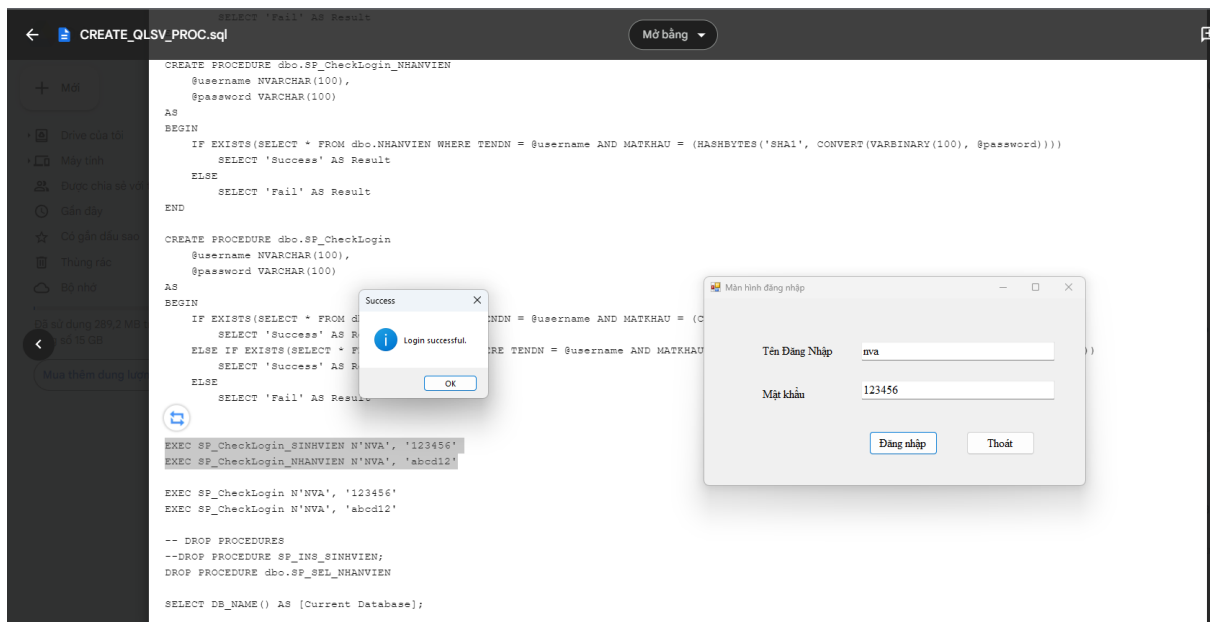 SELECT 'Fail' AS Result
CREATE_QLSV_PROC.sql
Mở bằng
Mới
Drive của tôi
Máy tính
Được chia sẻ với
Gần đây
Có gắn dấu sao
Thùng rác
Bộ nhớ
Đã sử dụng 289,2 MB
số 15 GB
Mua thêm dung lượ
CREATE PROCEDURE dbo.SP_CheckLogin_NHANVIEN
@username NVARCHAR(100),
@password VARCHAR(100)
AS
BEGIN
IF EXISTS(SELECT * FROM dbo.NHANVIEN WHERE TENDN = @username AND MATKHAU = (HASHBYTES('SHA1', CONVERT(VARBINARY(100), @password))))
SELECT 'Success' AS Result
ELSE
SELECT 'Fail' AS Result
END
CREATE PROCEDURE dbo.SP_CheckLogin
@username NVARCHAR(100),
@password VARCHAR(100)
AS
BEGIN
IF EXISTS(SELECT * FROM d NDN = @username AND MATKHAU = (C
SELECT 'Success' AS R
ELSE IF EXISTS(SELECT * F RE TENDN = @username AND MATKHAU ))
SELECT 'Success' AS R
ELSE
SELECT 'Fail' AS Result
EXEC SP_CheckLogin_SINHVIEN N'NVA', '123456'
EXEC SP_CheckLogin_NHANVIEN N'NVA', 'abcd12'
EXEC SP_CheckLogin N'NVA', '123456'
EXEC SP_CheckLogin N'NVA', 'abcd12'
-- DROP PROCEDURES
--DROP PROCEDURE SP_INS_SINHVIEN;
DROP PROCEDURE dbo.SP_SEL_NHANVIEN
SELECT DB_NAME() AS [Current Database];
Success
Login successful.
OK
Màn hình đăng nhập
Tên Đăng Nhập
nva
Mật khẩu
123456
Đăng nhập
Thoát